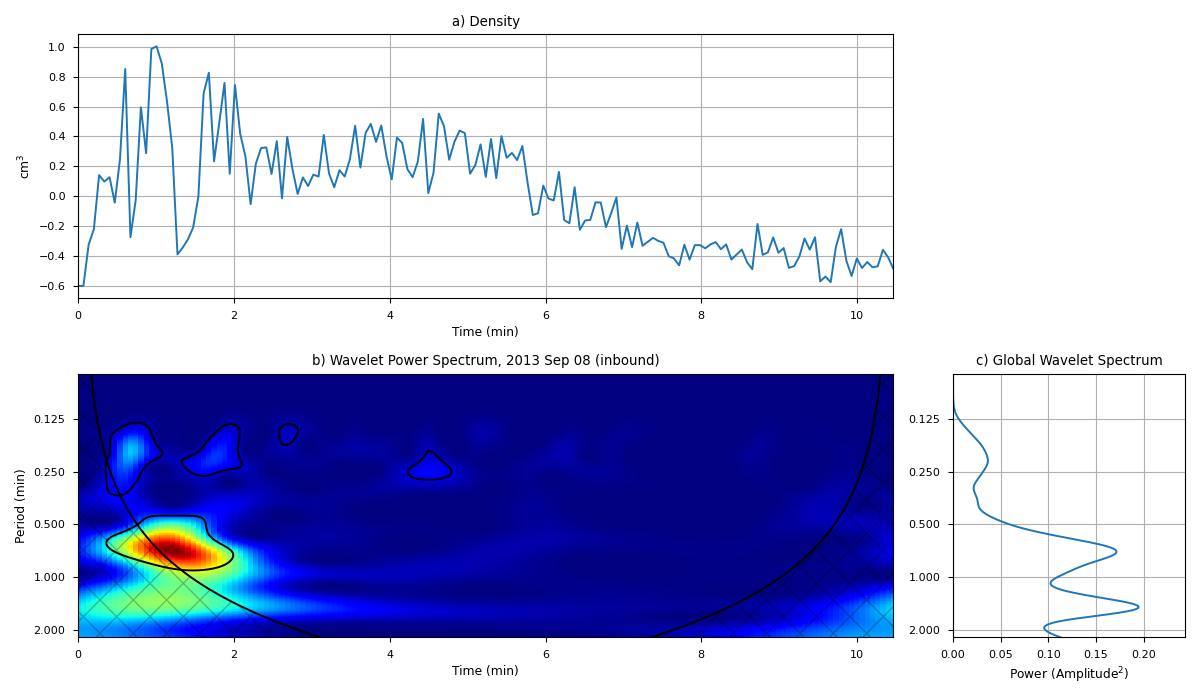 a) Density
cm³
1.0
0.8
0.6
0.4
0.2
0.0
−0.2
−0.4
−0.6
0 2 4 6 8 10
Time (min)
b) Wavelet Power Spectrum, 2013 Sep 08 (inbound)
Period (min)
0.125
0.250
0.500
1.000
2.000
0 2 4 6 8 10
Time (min)
c) Global Wavelet Spectrum
0.125
0.250
0.500
1.000
2.000
0.00 0.05 0.10 0.15 0.20
Power (Amplitude²)